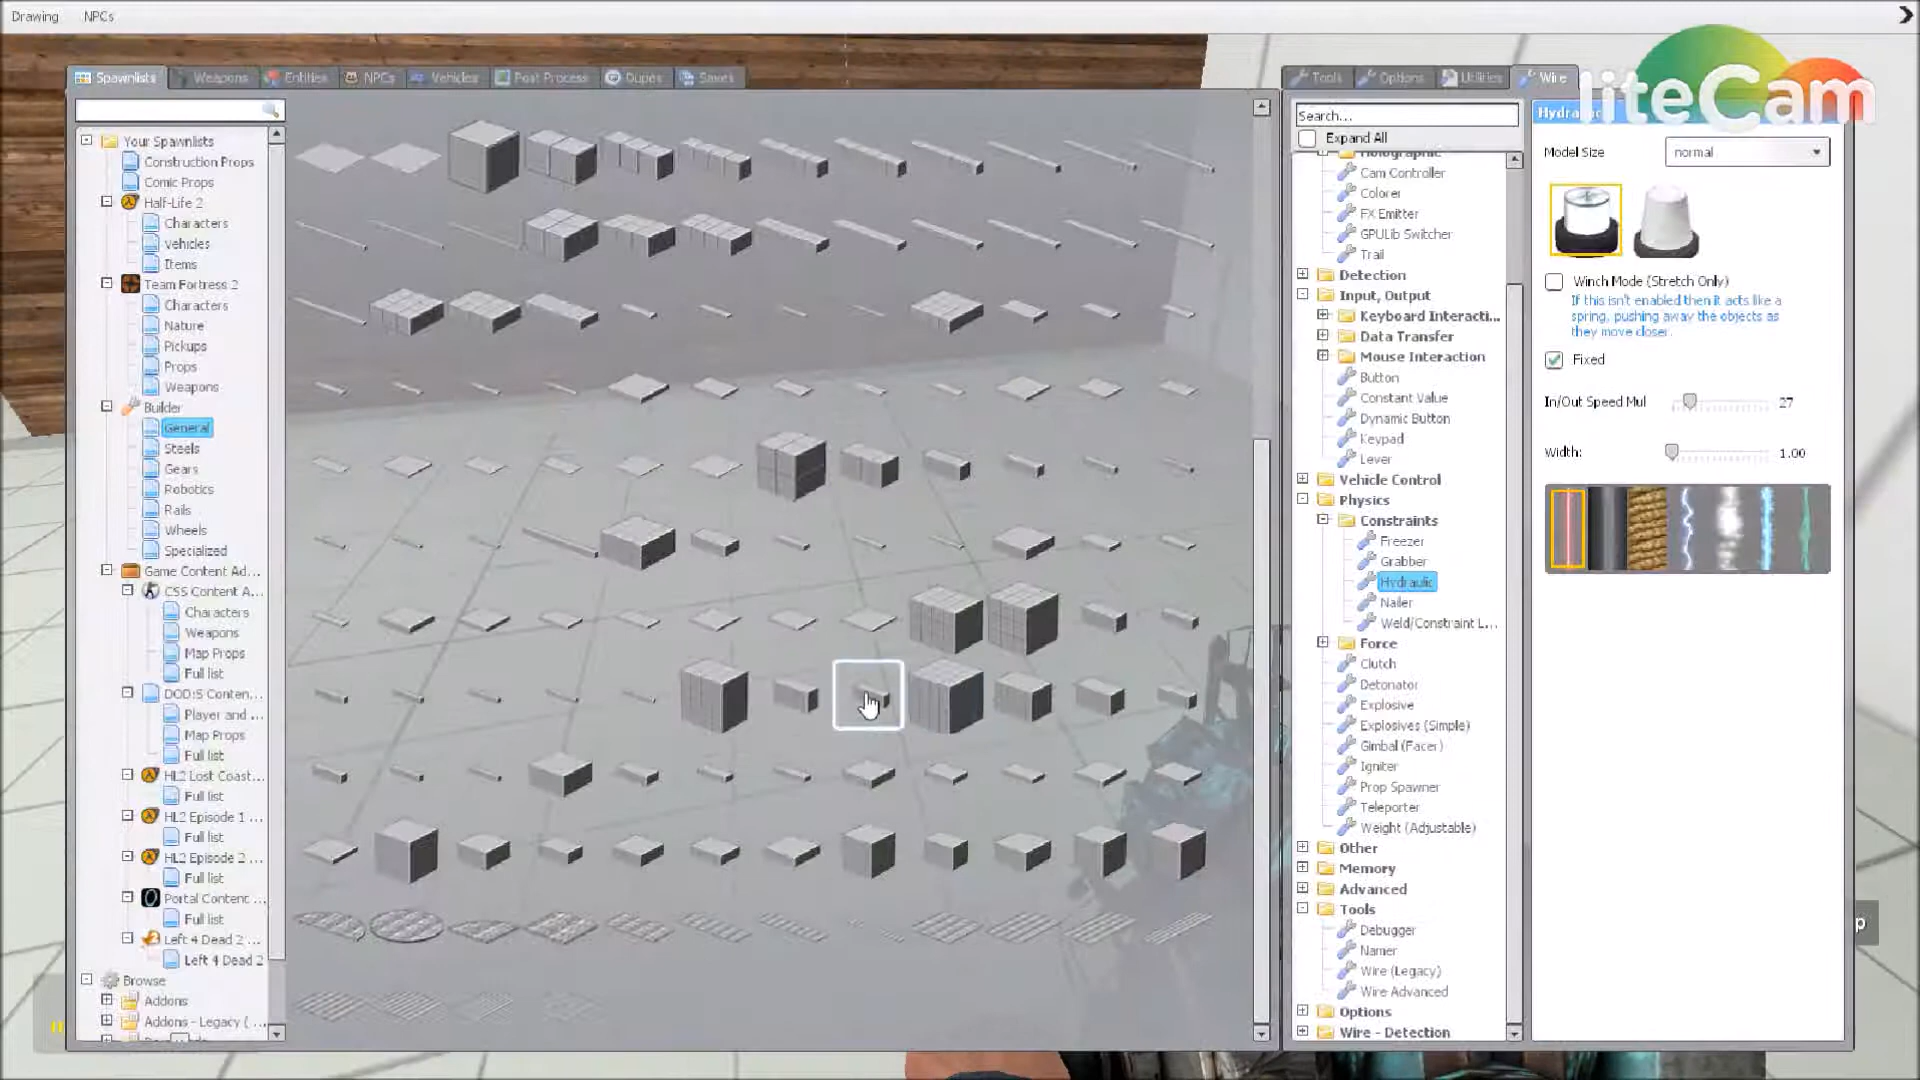 Drawing NPCs
liteCam
Spawnlists Weapons Entities NPCs Vehicles Post Process Dupes Saves
Your Spawnlists
Construction Props
Comic Props
Half-Life 2
Characters
Vehicles
Items
Team Fortress 2
Characters
Nature
Pickups
Props
Weapons
Builder
General
Steels
Gears
Robotics
Rails
Wheels
Specialized
Game Content Ad...
CSS Content A...
Characters
Weapons
Map Props
Full list
DOD:S Conten...
Player and ...
Map Props
Full list
HL2 Lost Coast...
Full list
HL2 Episode 1 ...
Full list
HL2 Episode 2 ...
Full list
Portal Content ...
Full list
Left 4 Dead 2 ...
Left 4 Dead 2
Browse
Addons
Addons - Legacy ( ...
Tools Options Utilities Wire
Search...
Expand All
Holographic
Cam Controller
Colorer
FX Emitter
GPULib Switcher
Trail
Detection
Input, Output
Keyboard Interacti...
Data Transfer
Mouse Interaction
Button
Constant Value
Dynamic Button
Keypad
Lever
Vehicle Control
Physics
Constraints
Freezer
Grabber
Hydraulic
Nailer
Weld/Constraint L...
Force
Clutch
Detonator
Explosive
Explosives (Simple)
Gimbal (Facer)
Igniter
Prop Spawner
Teleporter
Weight (Adjustable)
Other
Memory
Advanced
Tools
Debugger
Namer
Wire (Legacy)
Wire Advanced
Options
Wire - Detection
Model Size normal
Winch Mode (Stretch Only)
If this isn't enabled then it acts like a
spring, pushing away the objects as
they move closer.
Fixed
In/Out Speed Mul 27
Width: 1.00
p